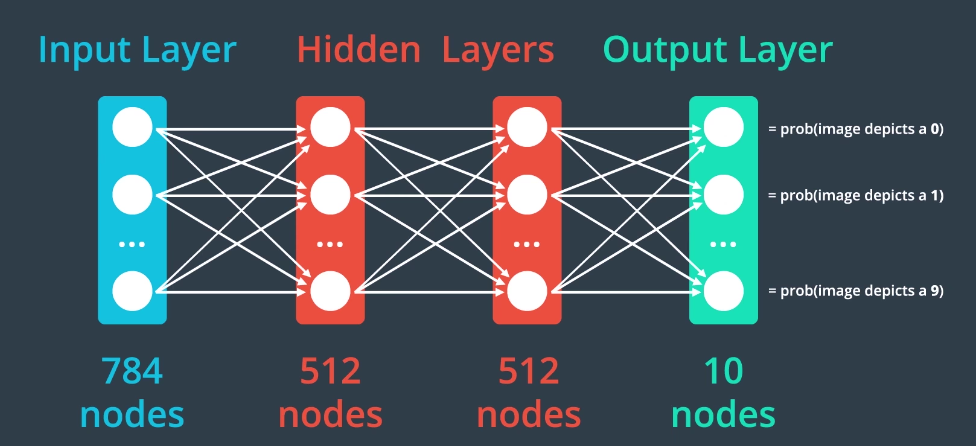 Input Layer
Hidden Layers
Output Layer
= prob(image depicts a 0)
= prob(image depicts a 1)
...
...
...
...
= prob(image depicts a 9)
784
nodes
512
nodes
512
nodes
10
nodes